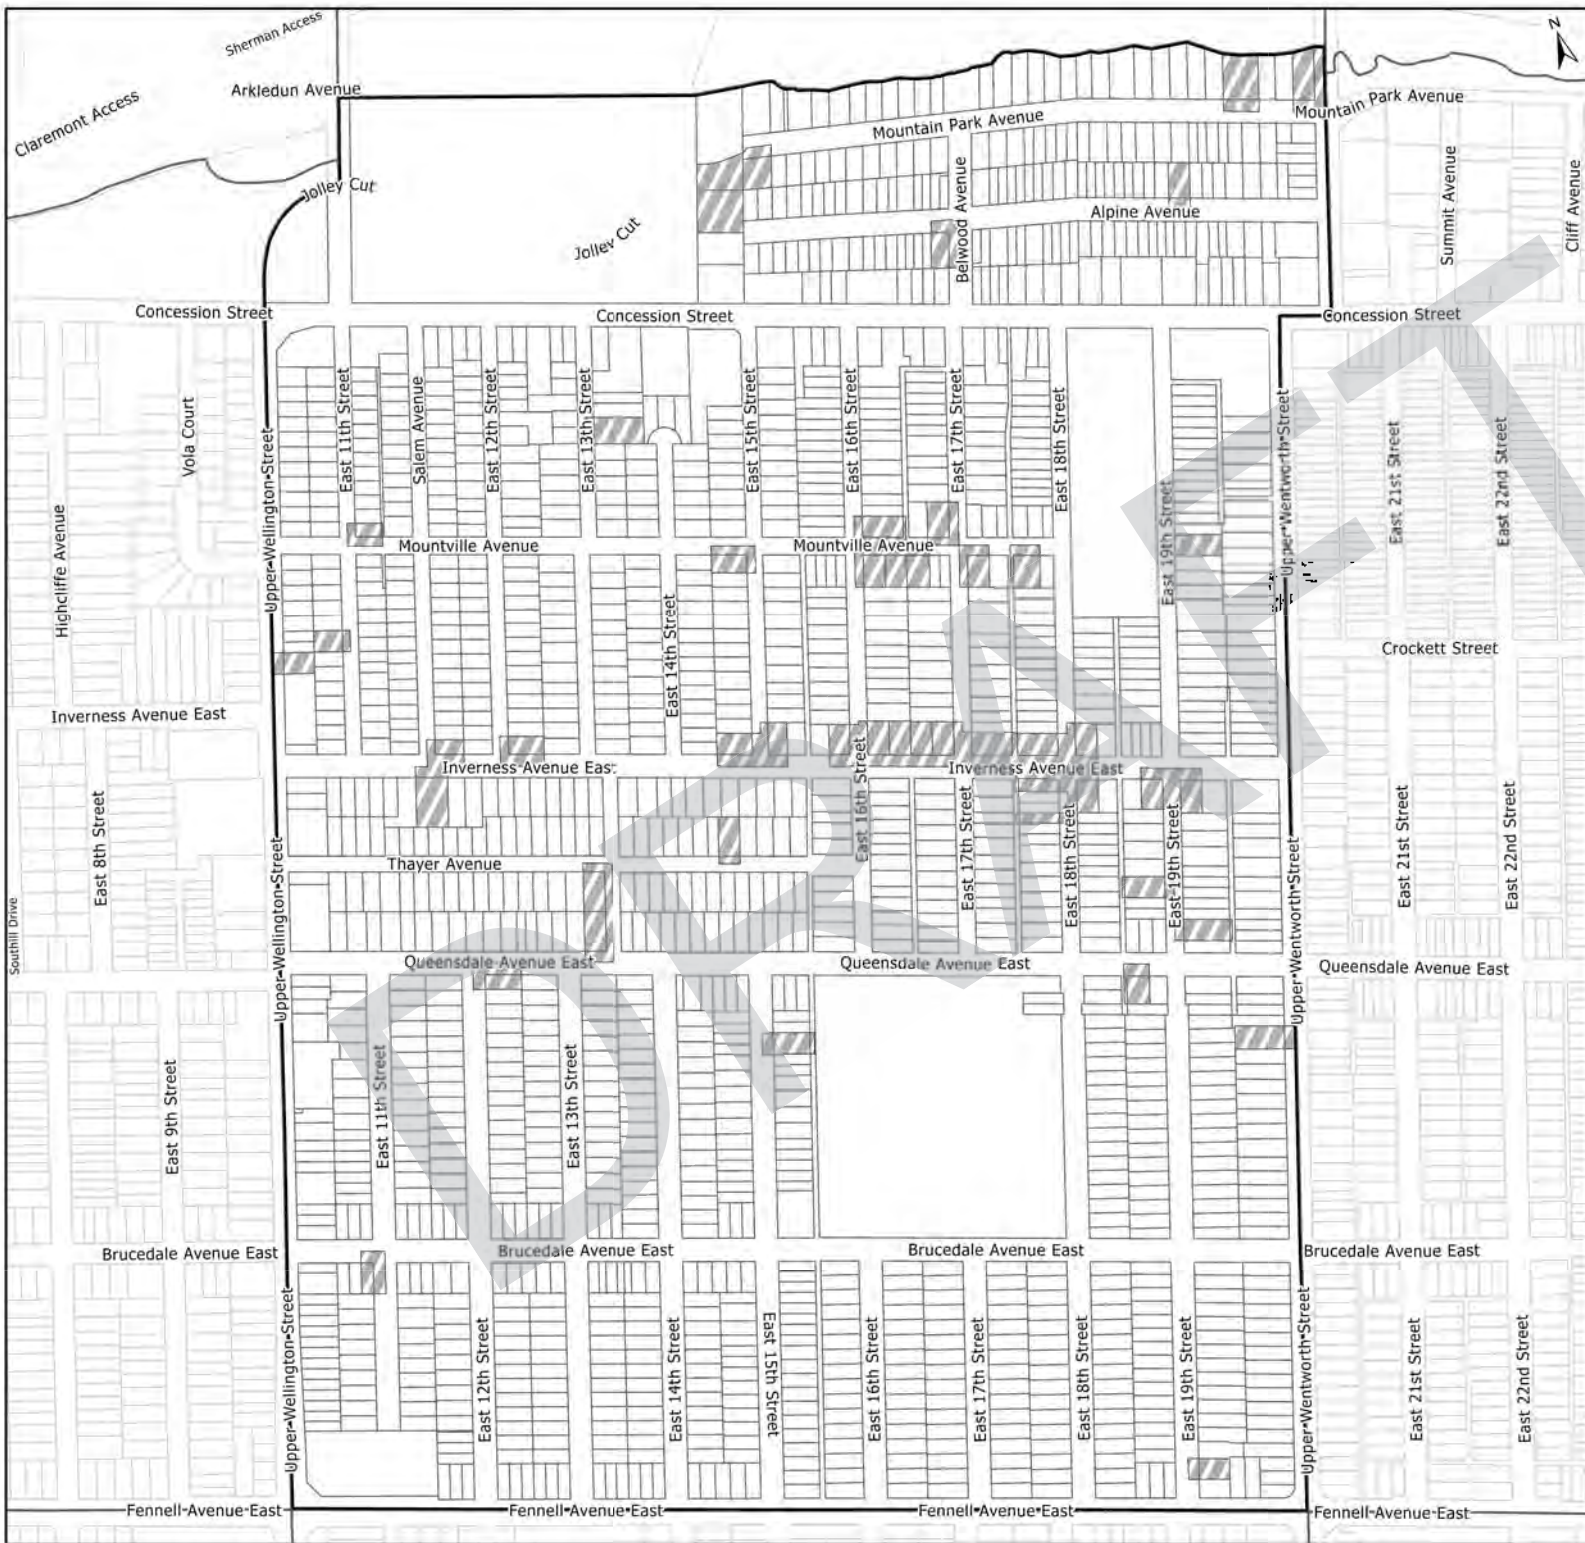 Sherman Access
N
Arkledun Avenue
Claremont Access
Mountain Park Avenue
Mountain Park Avenue
Jolley Cut
Belwood Avenue
Summit Avenue
Cliff Avenue
Alpine Avenue
Jolley Cut
Concession Street
Concession Street
Concession Street
Vola Court
East 11th Street
Salem Avenue
East 12th Street
East 13th Street
East 15th Street
East 16th Street
East 17th Street
East 18th Street
East 19th Street
Upper Wentworth Street
East 21st Street
East 22nd Street
Highcliffe Avenue
Upper Wellington Street
Mountville Avenue
Mountville Avenue
East 14th Street
Crockett Street
Inverness Avenue East
Inverness Avenue East
Inverness Avenue East
East 8th Street
East 16th Street
East 17th Street
East 18th Street
East 19th Street
Upper Wentworth Street
East 21st Street
East 22nd Street
Thayer Avenue
Southill Drive
Upper Wellington Street
Queensdale Avenue East
Queensdale Avenue East
Queensdale Avenue East
East 9th Street
East 11th Street
East 13th Street
Brucedale Avenue East
Brucedale Avenue East
Brucedale Avenue East
Brucedale Avenue East
Upper Wellington Street
East 12th Street
East 14th Street
East 15th Street
East 16th Street
East 17th Street
East 18th Street
East 19th Street
Upper Wentworth Street
East 21st Street
East 22nd Street
Fennell Avenue East
Fennell Avenue East
Fennell Avenue East
Fennell Avenue East
DRAFT